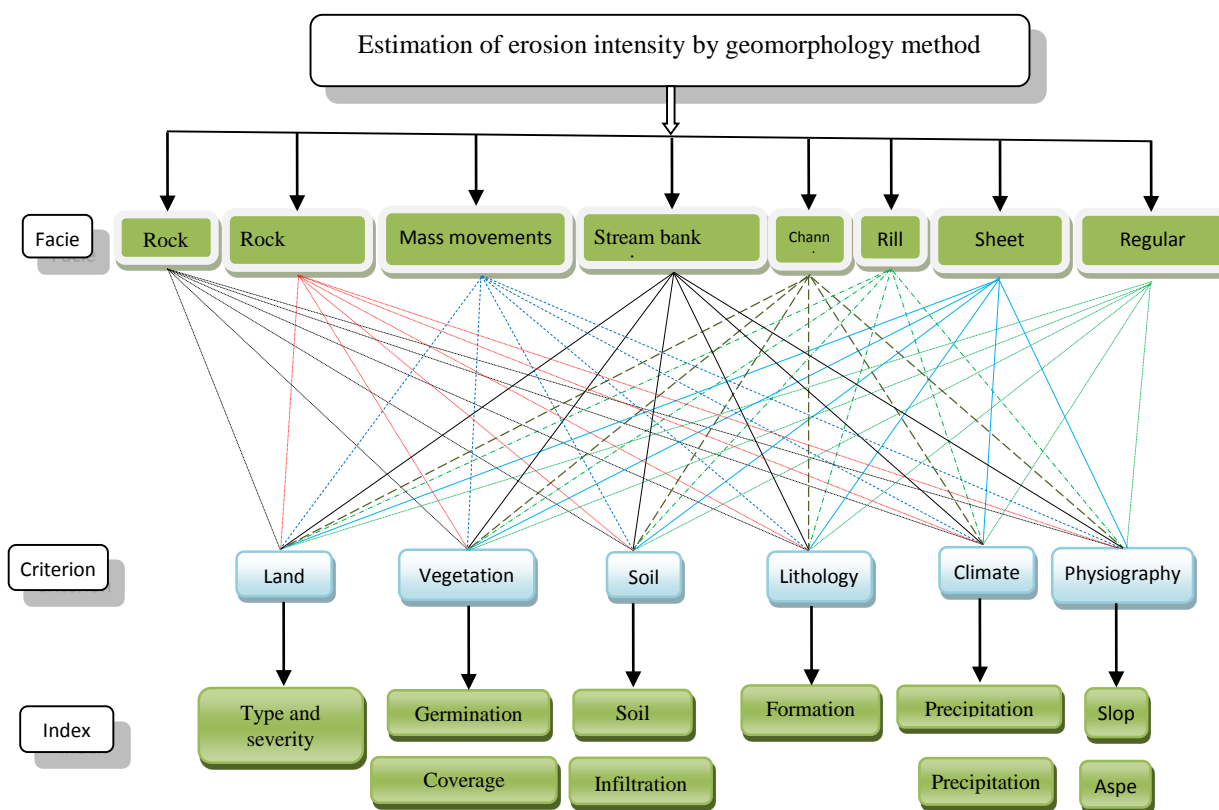 Estimation of erosion intensity by geomorphology method
Facie
Rock
Rock
Mass movements
Stream bank
Chann
Rill
Sheet
Regular
Criterion
Land
Vegetation
Soil
Lithology
Climate
Physiography
Index
Type and
severity
Germination
Soil
Formation
Precipitation
Slop
Coverage
Infiltration
Precipitation
Aspe